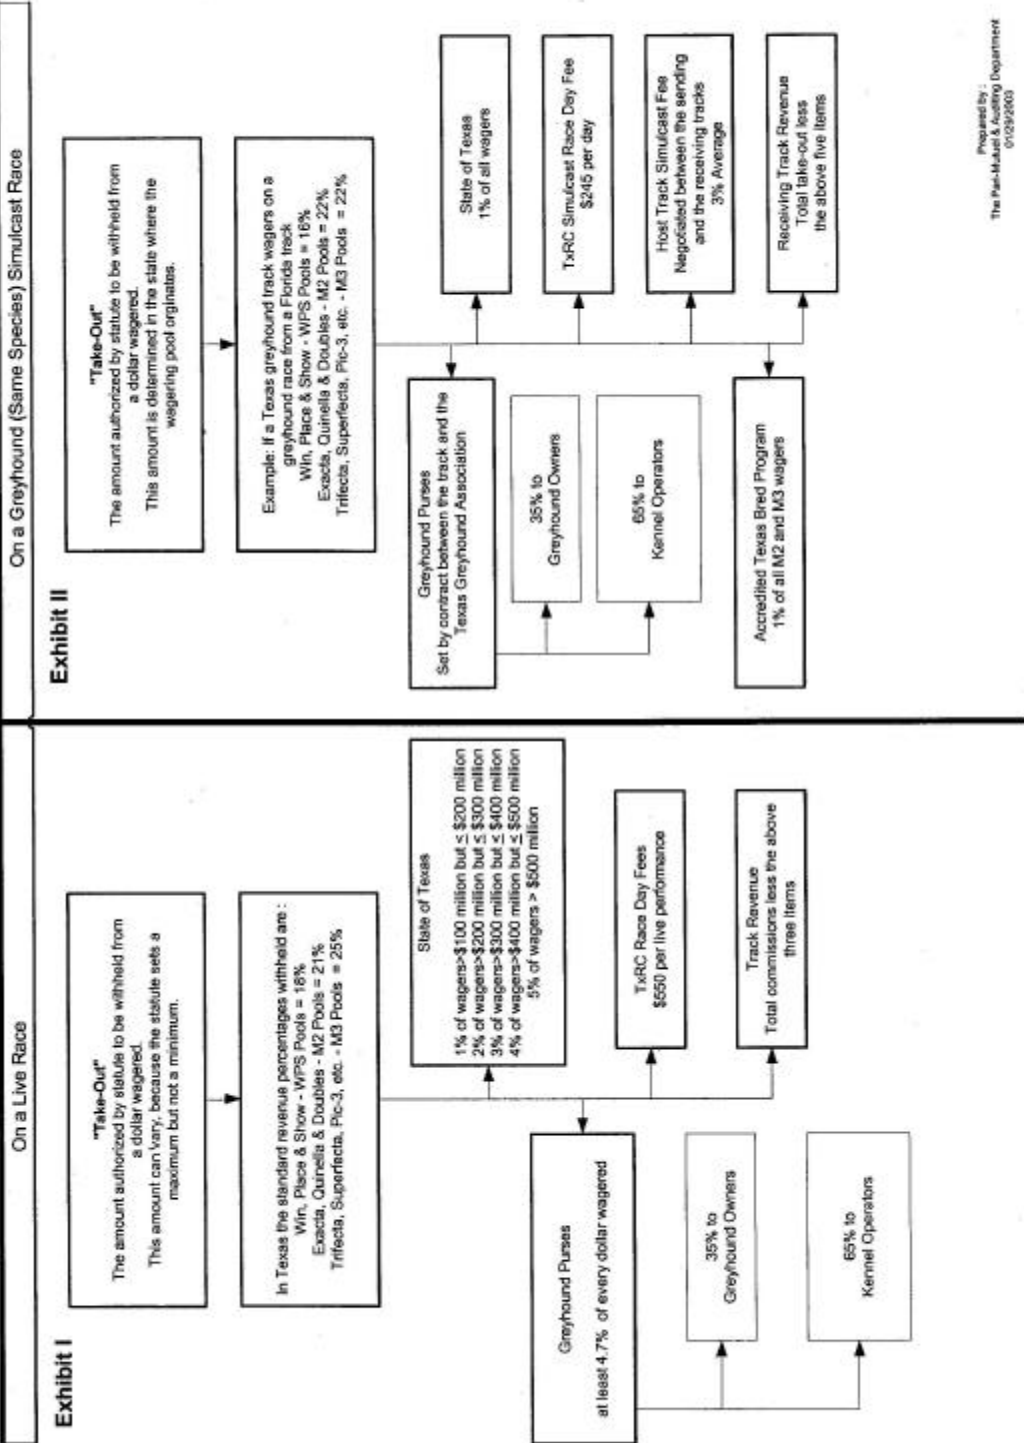 On a Live Race
Exhibit I
"Take-Out"
The amount authorized by statute to be withheld from
a dollar wagered.
This amount can vary, because the statute sets a
maximum but not a minimum.
In Texas the standard revenue percentages withheld are :
Win, Place & Show - WPS Pools = 18%
Exacta, Quinella & Doubles - M2 Pools = 21%
Trifecta, Superfecta, Pic-3, etc. - M3 Pools = 25%
State of Texas
1% of wagers>$100 million but ≤ $200 million
2% of wagers>$200 million but ≤ $300 million
3% of wagers>$300 million but ≤ $400 million
4% of wagers>$400 million but ≤ $500 million
5% of wagers > $500 million
Greyhound Purses
at least 4.7% of every dollar wagered
35% to
Greyhound Owners
65% to
Kennel Operators
TxRC Race Day Fees
$550 per live performance
Track Revenue
Total commissions less the above
three items
On a Greyhound (Same Species) Simulcast Race
Exhibit II
"Take-Out"
The amount authorized by statute to be withheld from
a dollar wagered.
This amount is determined in the state where the
wagering pool orginates.
Example: If a Texas greyhound track wagers on a
greyhound race from a Florida track
Win, Place & Show - WPS Pools = 16%
Exacta, Quinella & Doubles - M2 Pools = 22%
Trifecta, Superfecta, Pic-3, etc. - M3 Pools = 22%
Greyhound Purses
Set by contract between the track and the
Texas Greyhound Association
35% to
Greyhound Owners
65% to
Kennel Operators
Accredited Texas Bred Program
1% of all M2 and M3 wagers
State of Texas
1% of all wagers
TxRC Simulcast Race Day Fee
$245 per day
Host Track Simulcast Fee
Negotiated between the sending
and the receiving tracks
3% Average
Receiving Track Revenue
Total take-out less
the above five items
Prepared by :
The Pari-Mutuel & Auditing Department
01/29/2003